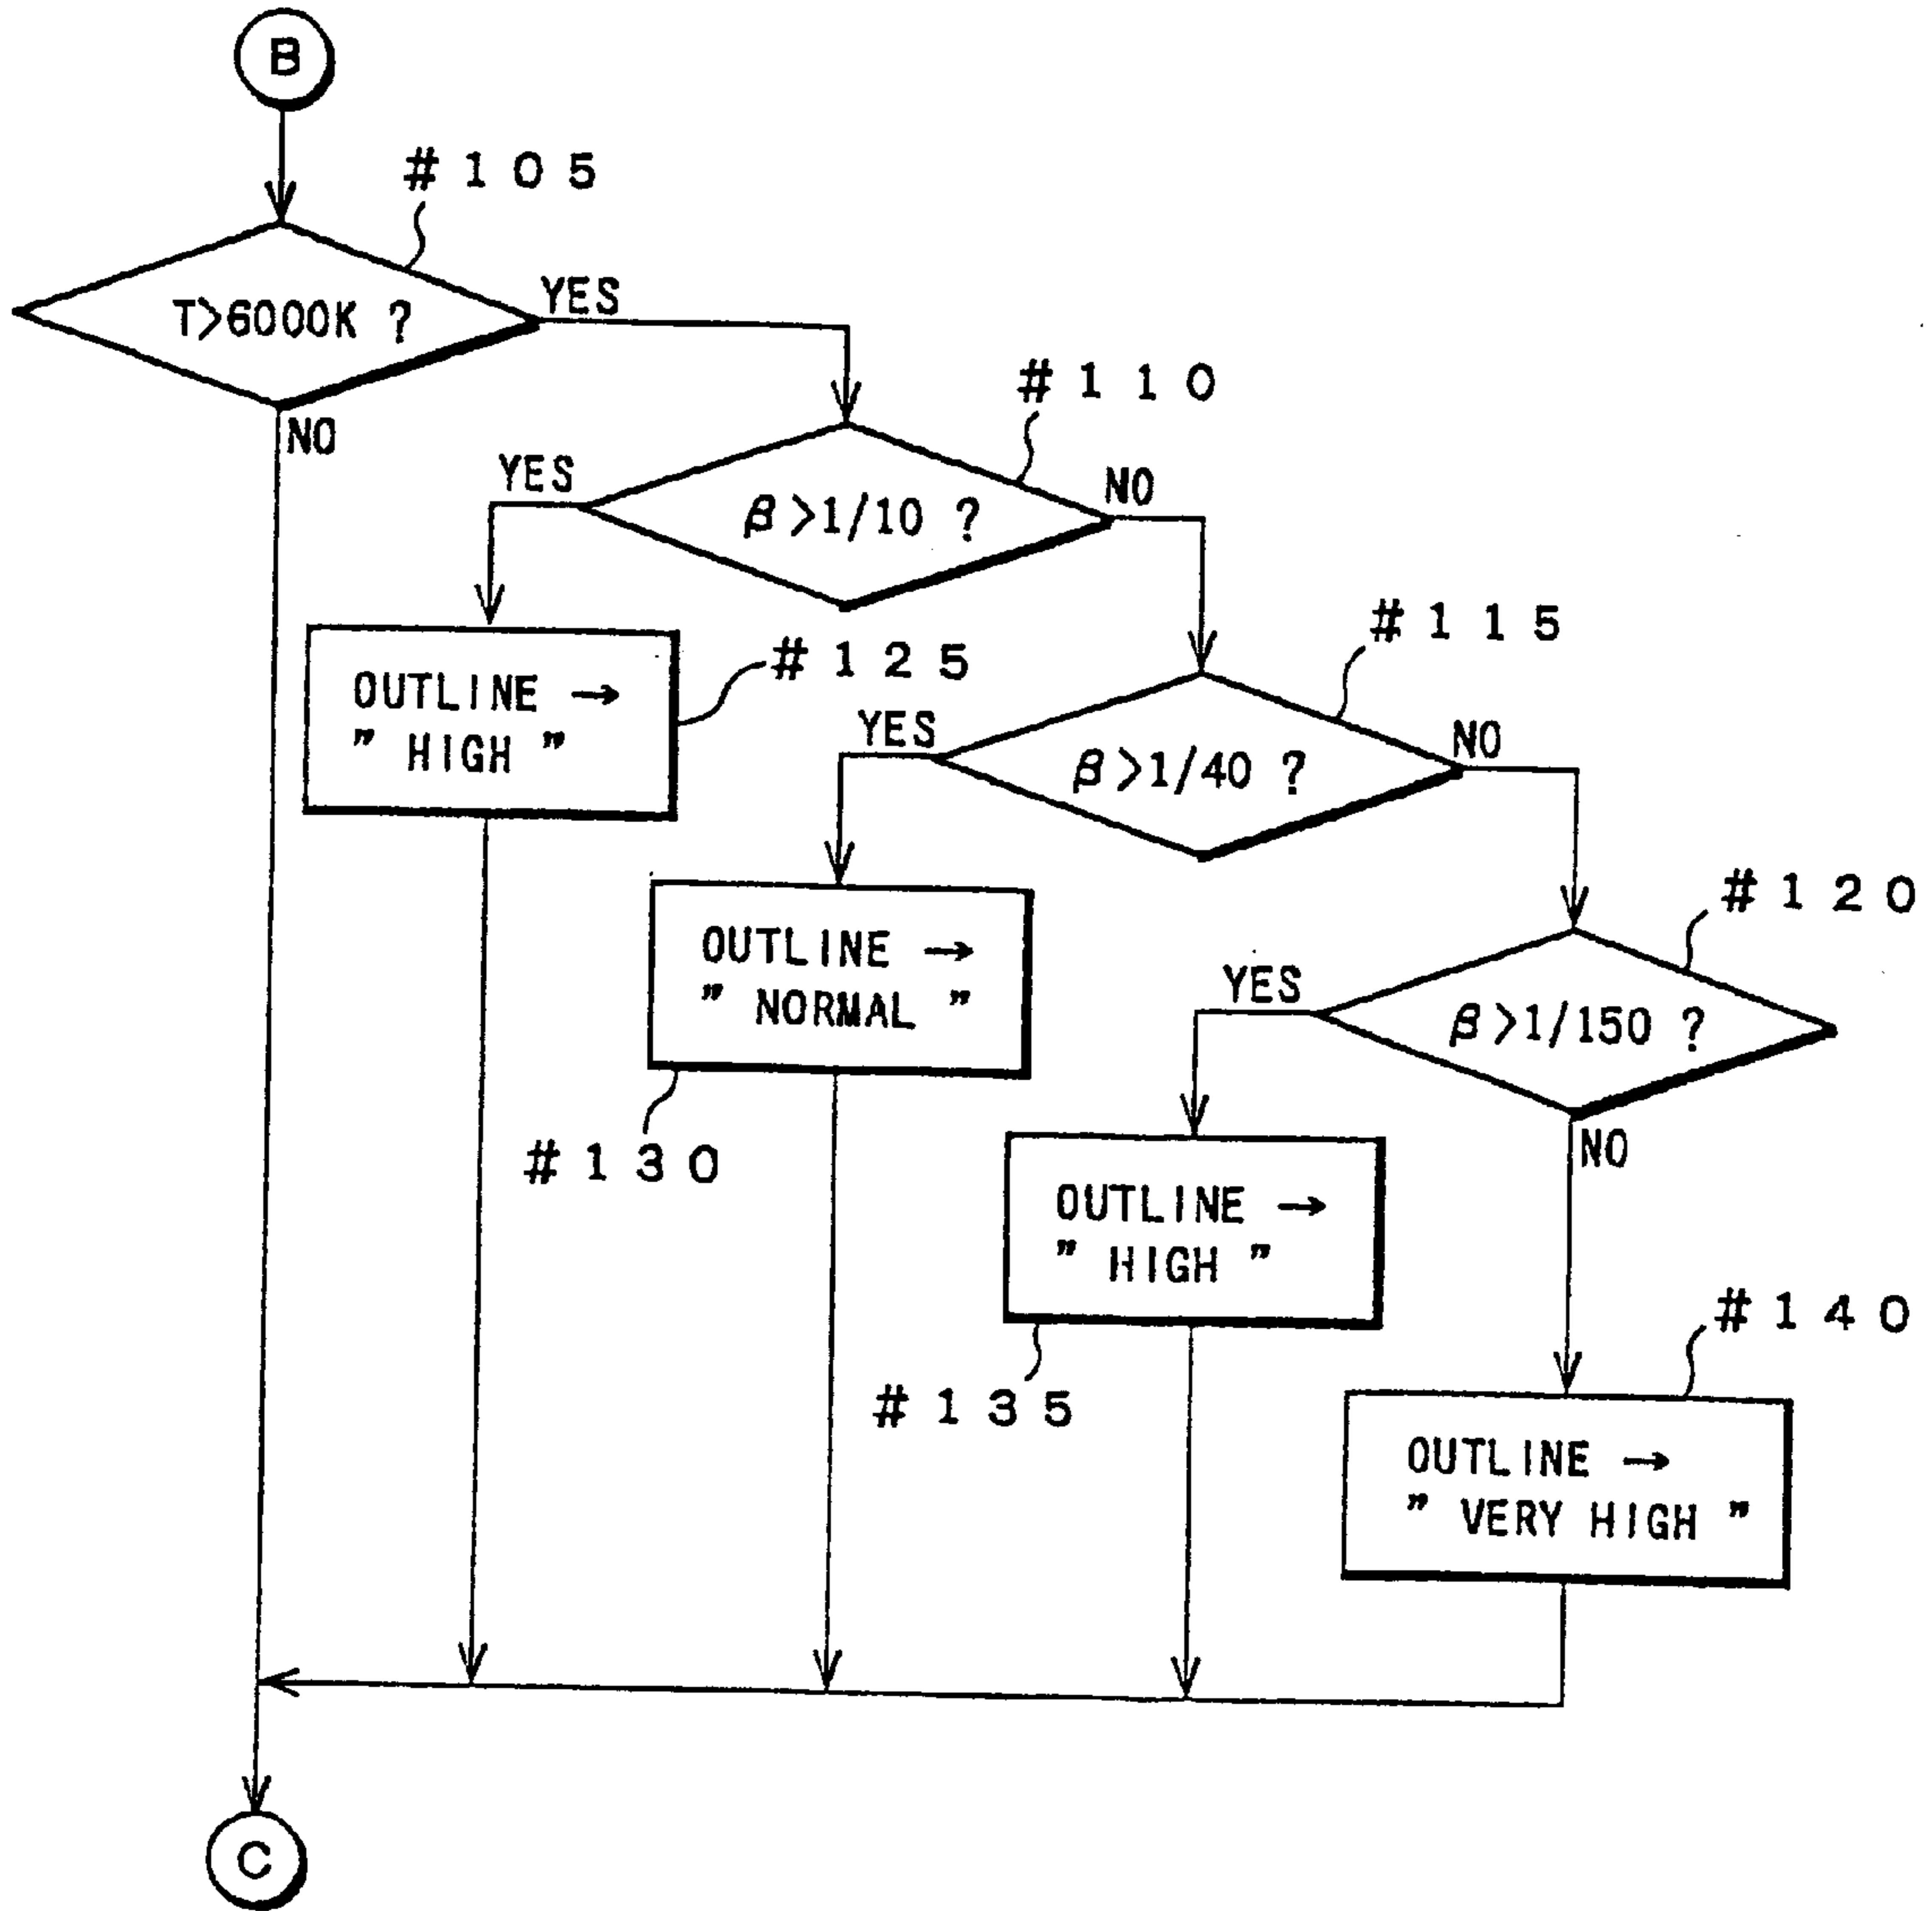 B
#105
T>6000K ?
YES
NO
#110
YES
β>1/10 ?
NO
#115
#125
OUTLINE →
" HIGH "
YES
β>1/40 ?
NO
#120
OUTLINE →
" NORMAL "
#130
YES
β>1/150 ?
NO
OUTLINE →
" HIGH "
#135
#140
OUTLINE →
" VERY HIGH "
C